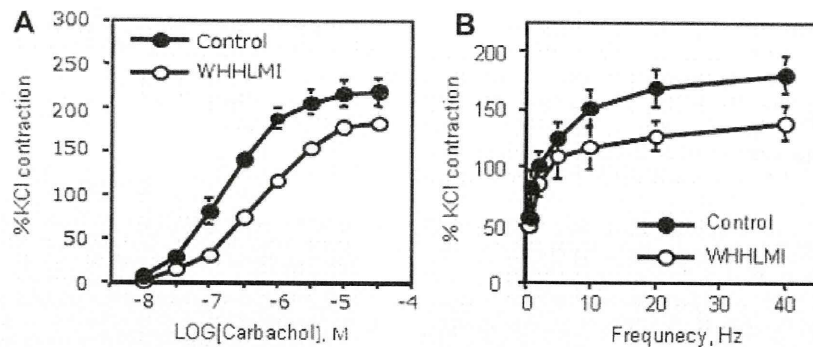 A
300
250
200
150
100
50
0
%KCl contraction
Control
WHHLMI
-8 -7 -6 -5 -4
LOG[Carbachol], M
B
200
150
100
50
0
% KCl contraction
Control
WHHLMI
0 10 20 30 40
Frequnecy, Hz